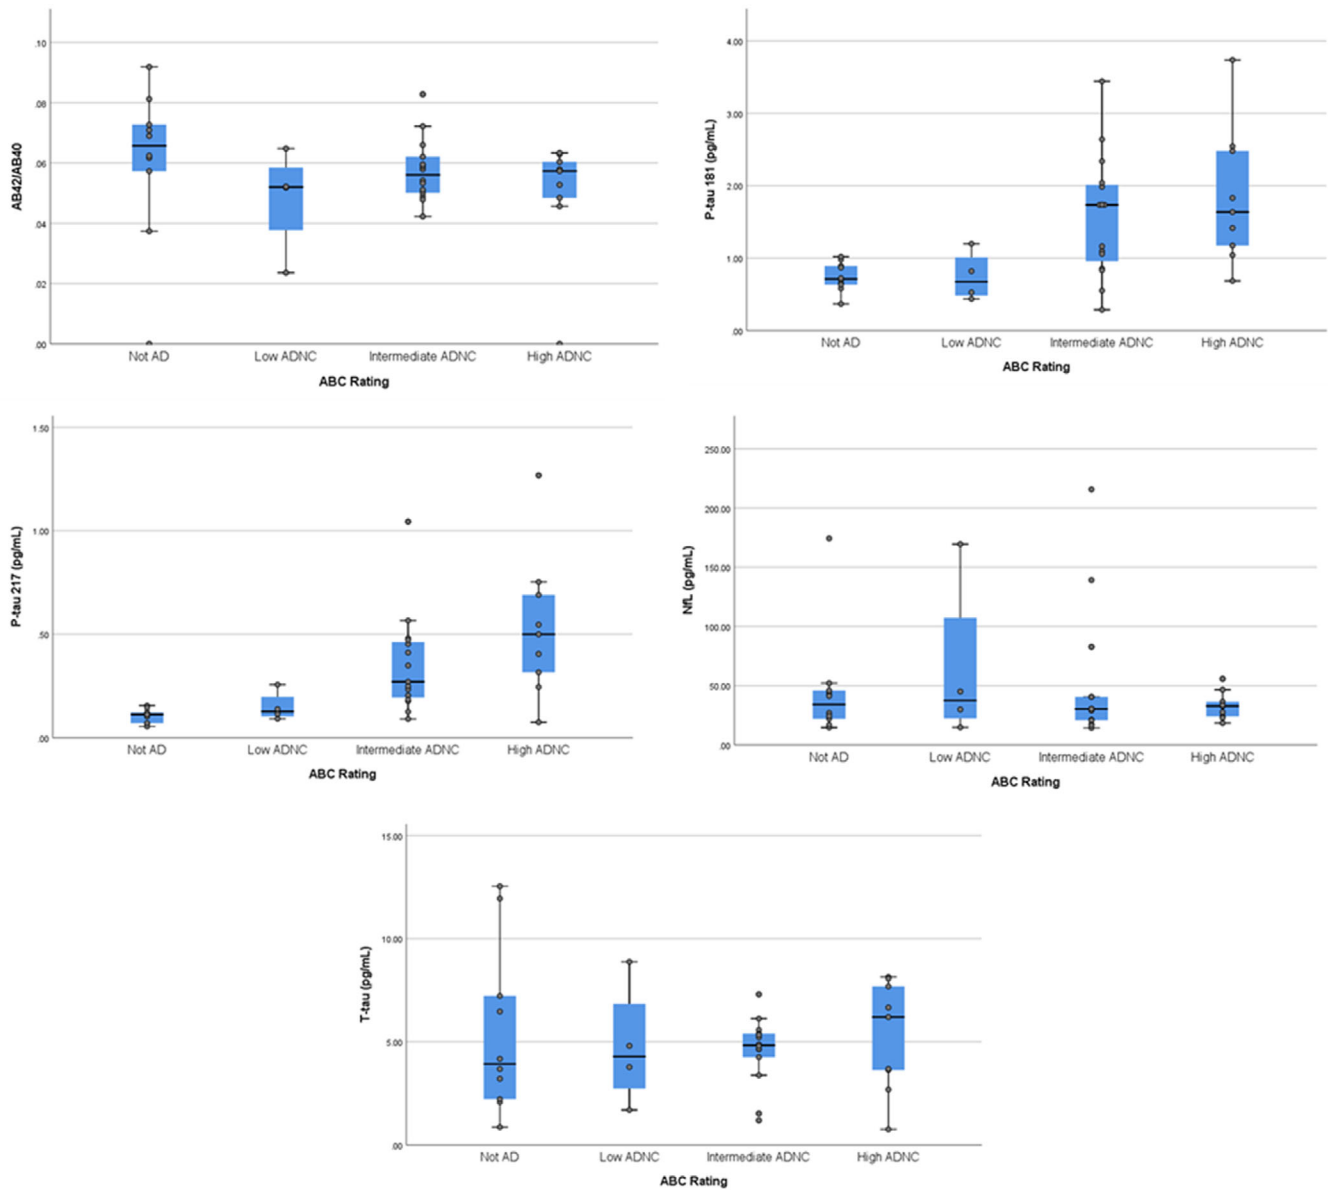 .10
.08
.06
.04
.02
.00
AB42/AB40
Not AD
Low ADNC
Intermediate ADNC
High ADNC
ABC Rating
4.00
3.00
2.00
1.00
.00
P-tau 181 (pg/mL)
Not AD
Low ADNC
Intermediate ADNC
High ADNC
ABC Rating
1.50
1.00
.50
.00
P-tau 217 (pg/mL)
Not AD
Low ADNC
Intermediate ADNC
High ADNC
ABC Rating
250.00
200.00
150.00
100.00
50.00
.00
NfL (pg/mL)
Not AD
Low ADNC
Intermediate ADNC
High ADNC
ABC Rating
15.00
10.00
5.00
.00
T-tau (pg/mL)
Not AD
Low ADNC
Intermediate ADNC
High ADNC
ABC Rating